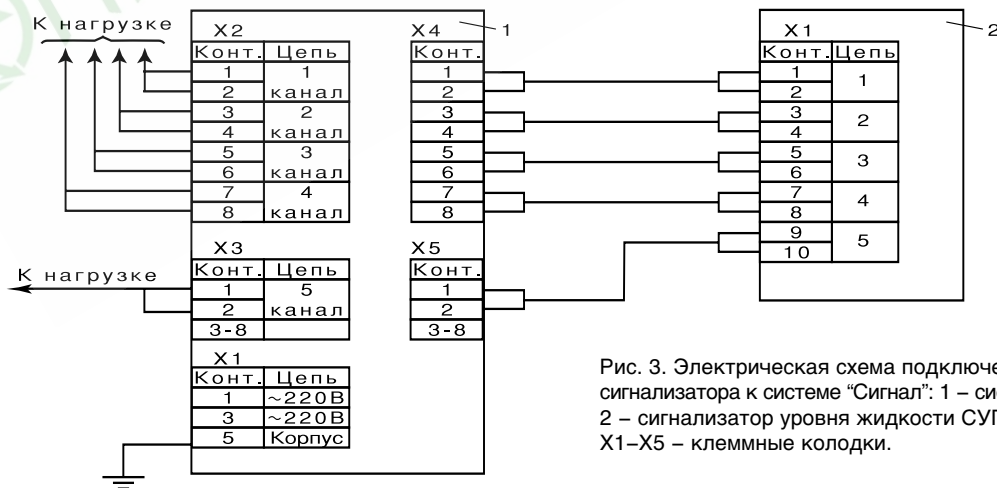 К нагрузке
X2
Конт. Цепь
1 1
2 канал
3 2
4 канал
5 3
6 канал
7 4
8 канал
X4
Конт.
1
2
3
4
5
6
7
8
1
X1
Конт. Цепь
1
2
1
3
4
2
5
6
3
7
8
4
9
10
5
2
К нагрузке
X3
Конт. Цепь
1 5
2 канал
3-8
X5
Конт.
1
2
3-8
X1
Конт. Цепь
1 ~220В
3 ~220В
5 Корпус
Рис. 3. Электрическая схема подключе
сигнализатора к системе “Сигнал”: 1 – си
2 – сигнализатор уровня жидкости СУГ
X1–X5 – клеммные колодки.